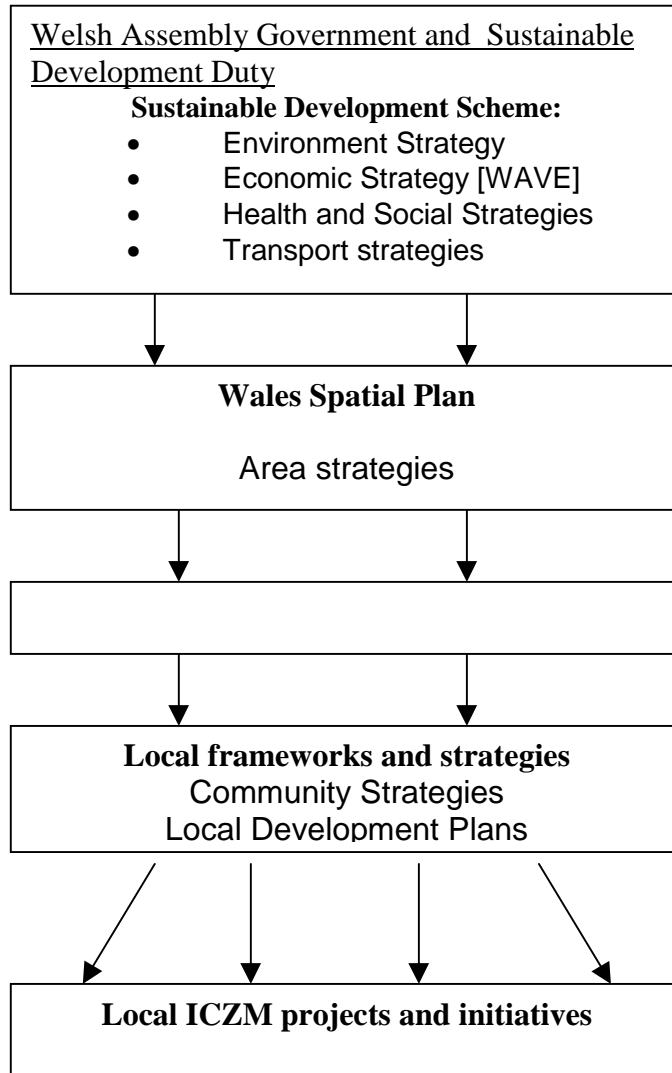 Welsh Assembly Government and  Sustainable
Development Duty
Sustainable Development Scheme:
• Environment Strategy
• Economic Strategy [WAVE]
• Health and Social Strategies
• Transport strategies
Wales Spatial Plan
Area strategies
Local frameworks and strategies
Community Strategies
Local Development Plans
Local ICZM projects and initiatives